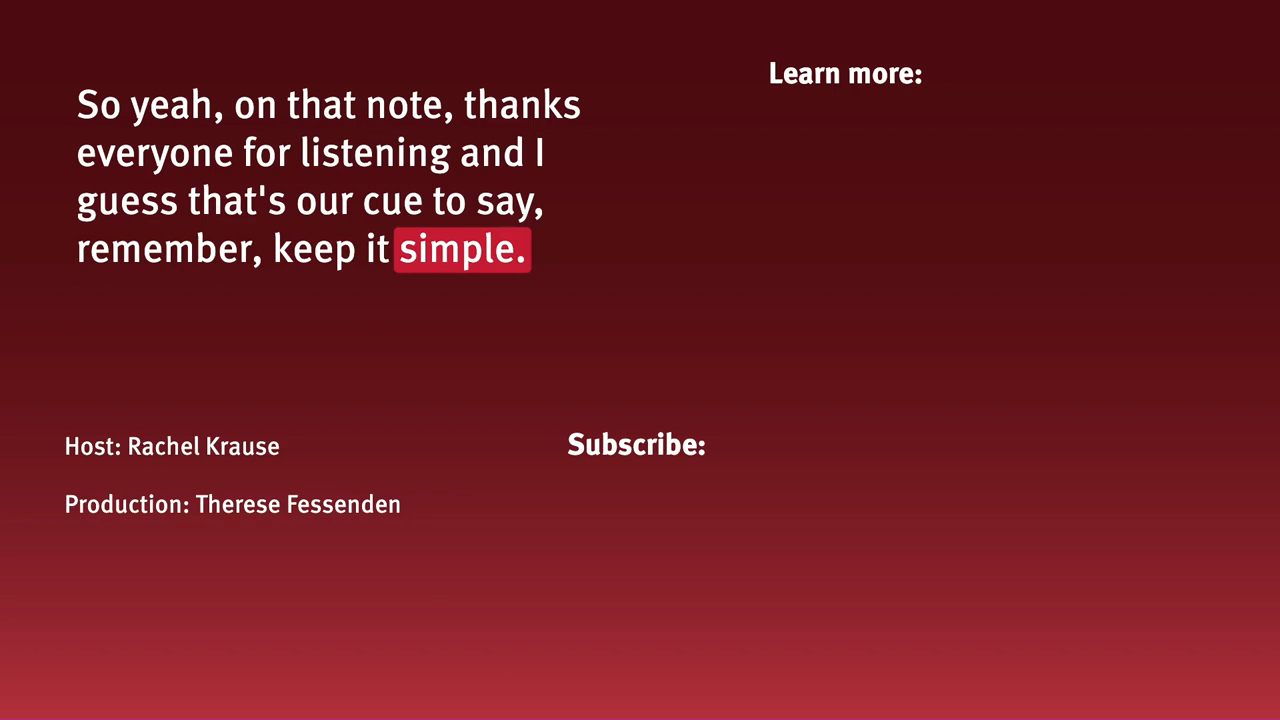 So yeah, on that note, thanks
everyone for listening and I
guess that's our cue to say,
remember, keep it simple.
Learn more:
Host: Rachel Krause
Production: Therese Fessenden
Subscribe: